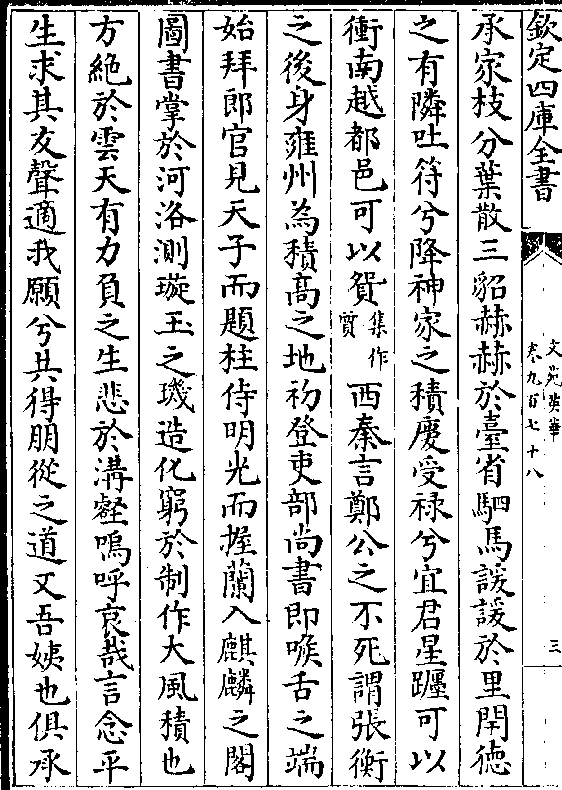 欽定四庫全書
文苑英華
卷九百七十八
三
承家枝分葉散三貂赫赫於臺省駟馬諼諼於里閈德
之有隣吐符兮降神家之積慶受祿兮宜君星躔可以
衝南越都邑可以賀集作賈西秦言鄭公之不死謂張衡
之後身雍州為積高之地初登吏部尚書即喉舌之端
始拜郎官見天子而題柱侍明光而握蘭入麒麟之閣
圖書掌於河洛測璇玉之璣造化窮於制作大風積也
方絶於雲天有力負之生悲於溝壑嗚呼哀哉言念平
生求其友聲適我願兮共得朋從之道又吾姨也俱承